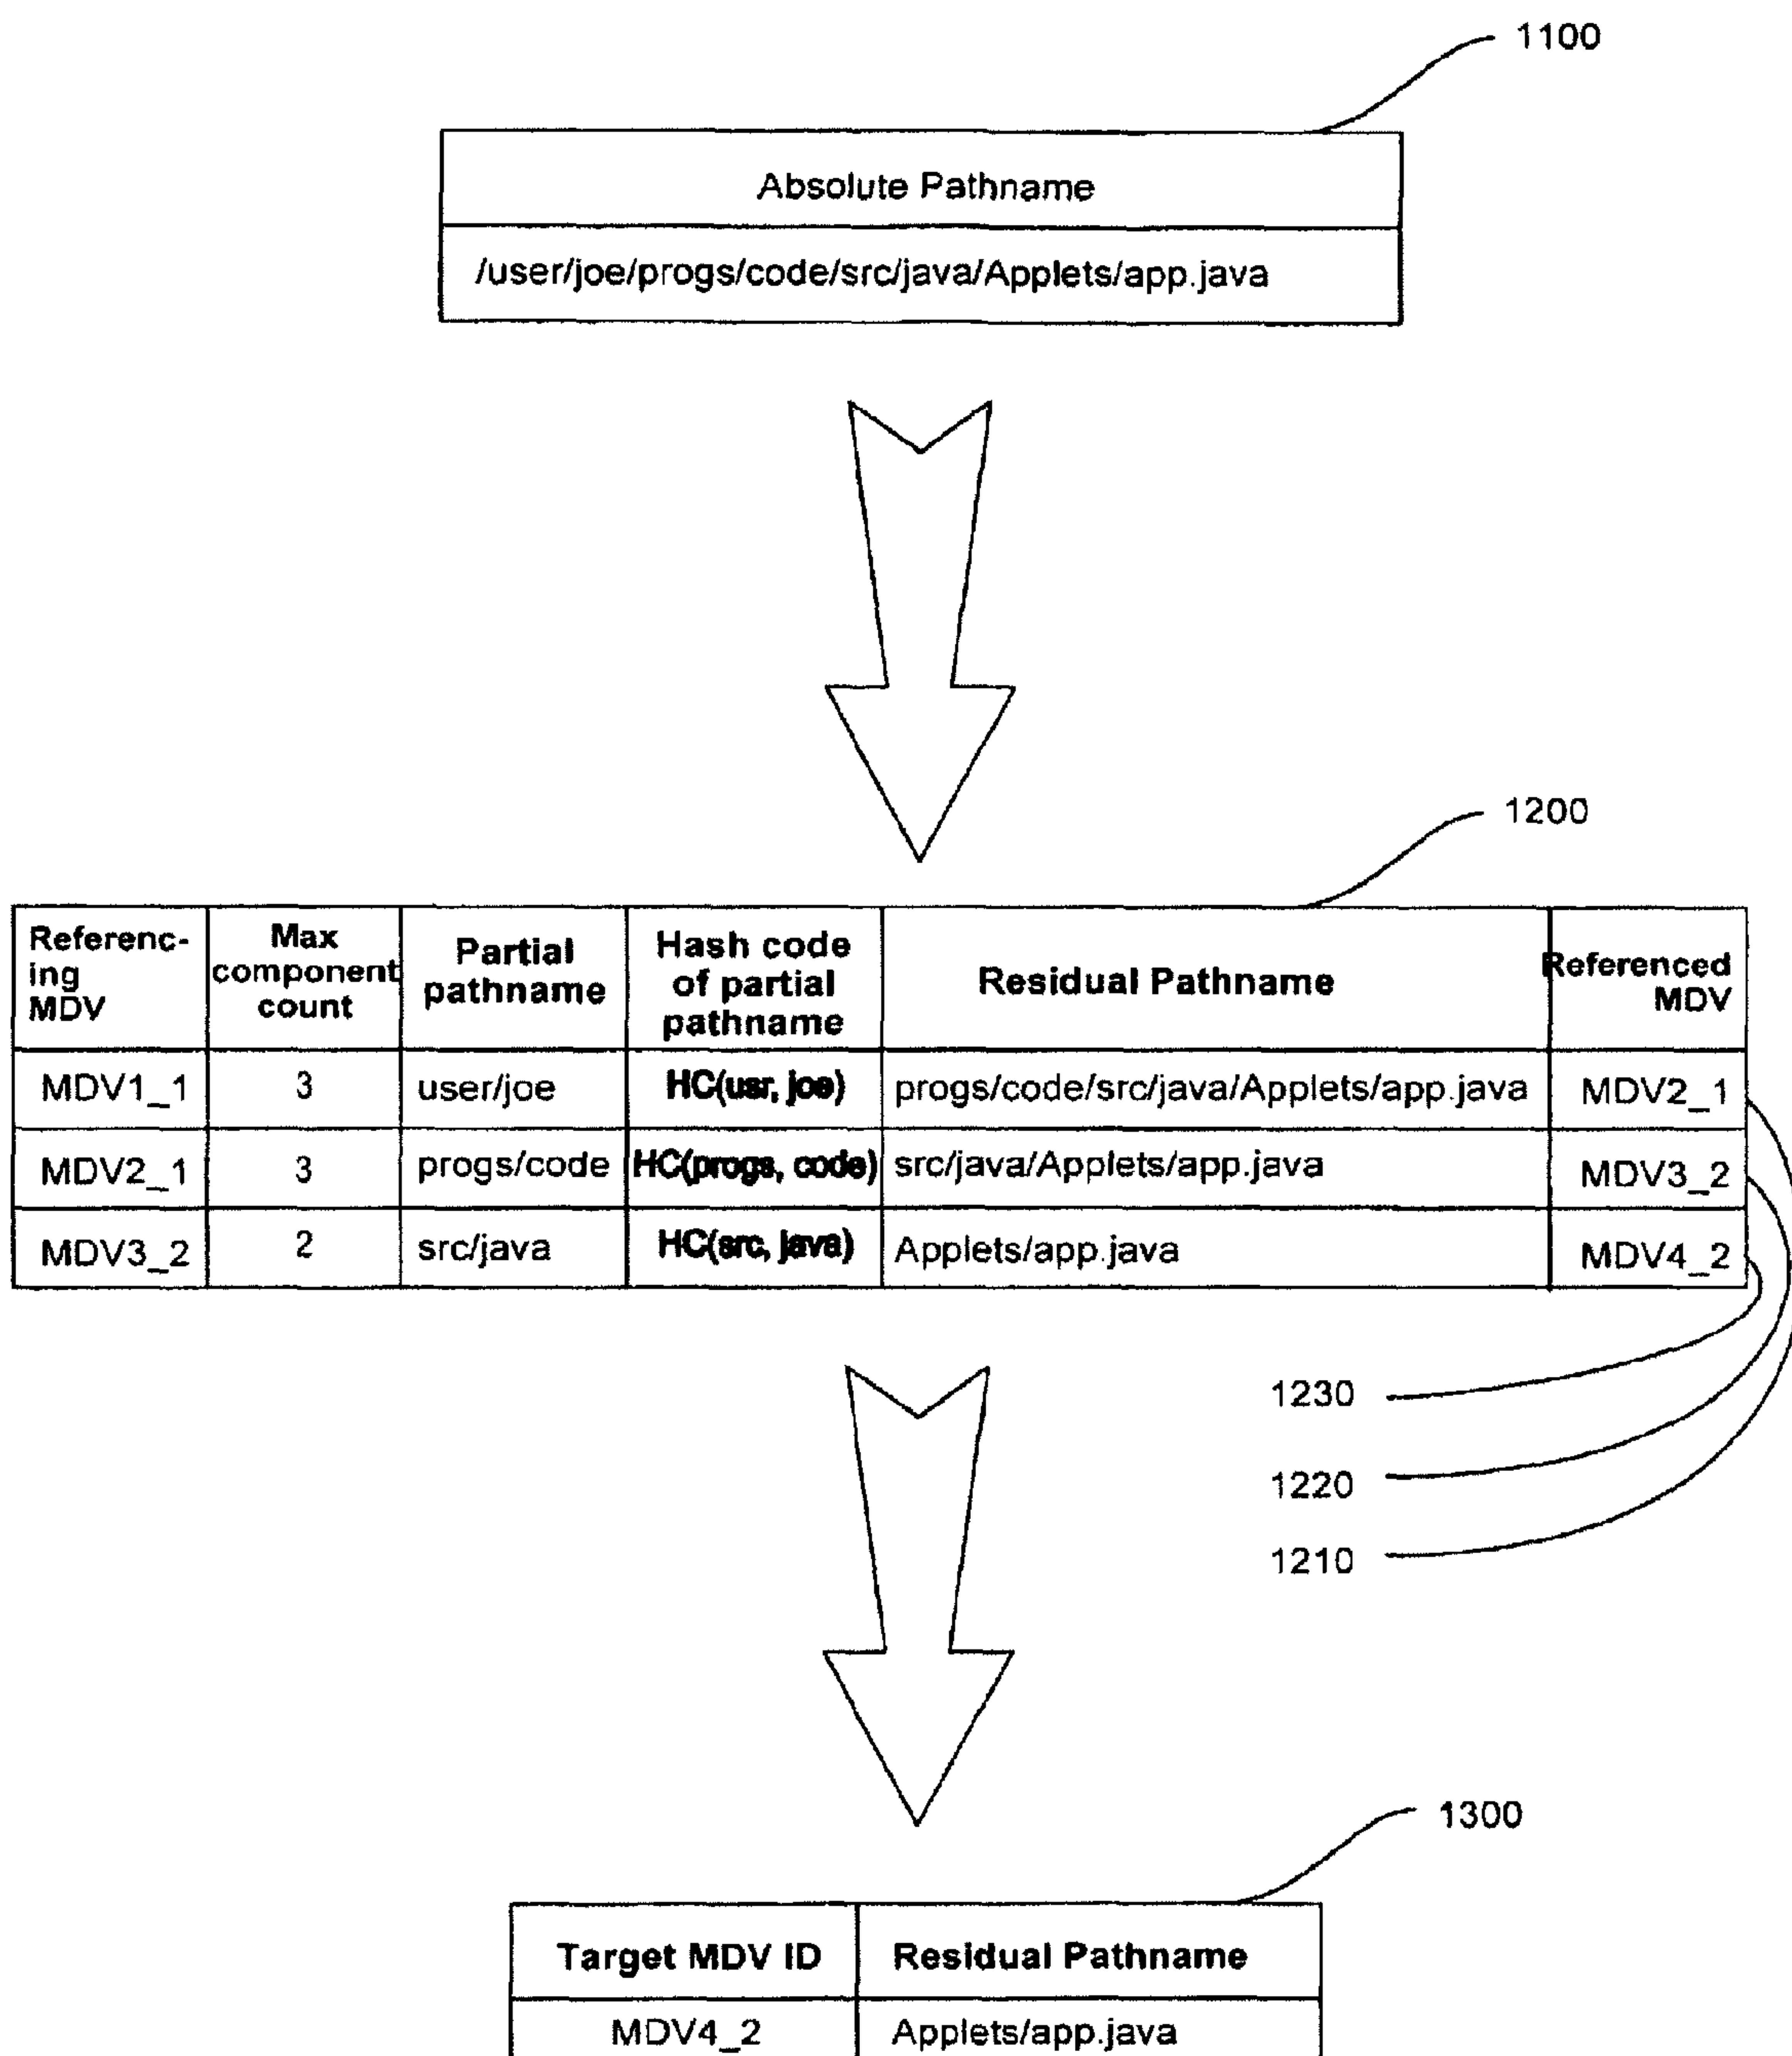 1100
Absolute Pathname
/user/joe/progs/code/src/java/Applets/app.java
1200
Referenc-
ing
MDV
Max
component
count
Partial
pathname
Hash code
of partial
pathname
Residual Pathname
Referenced
MDV
MDV1_1 3 user/joe HC(usr, joe) progs/code/src/java/Applets/app.java MDV2_1
MDV2_1 3 progs/code HC(progs, code) src/java/Applets/app.java MDV3_2
MDV3_2 2 src/java HC(src, java) Applets/app.java MDV4_2
1230
1220
1210
1300
Target MDV ID Residual Pathname
MDV4_2 Applets/app.java